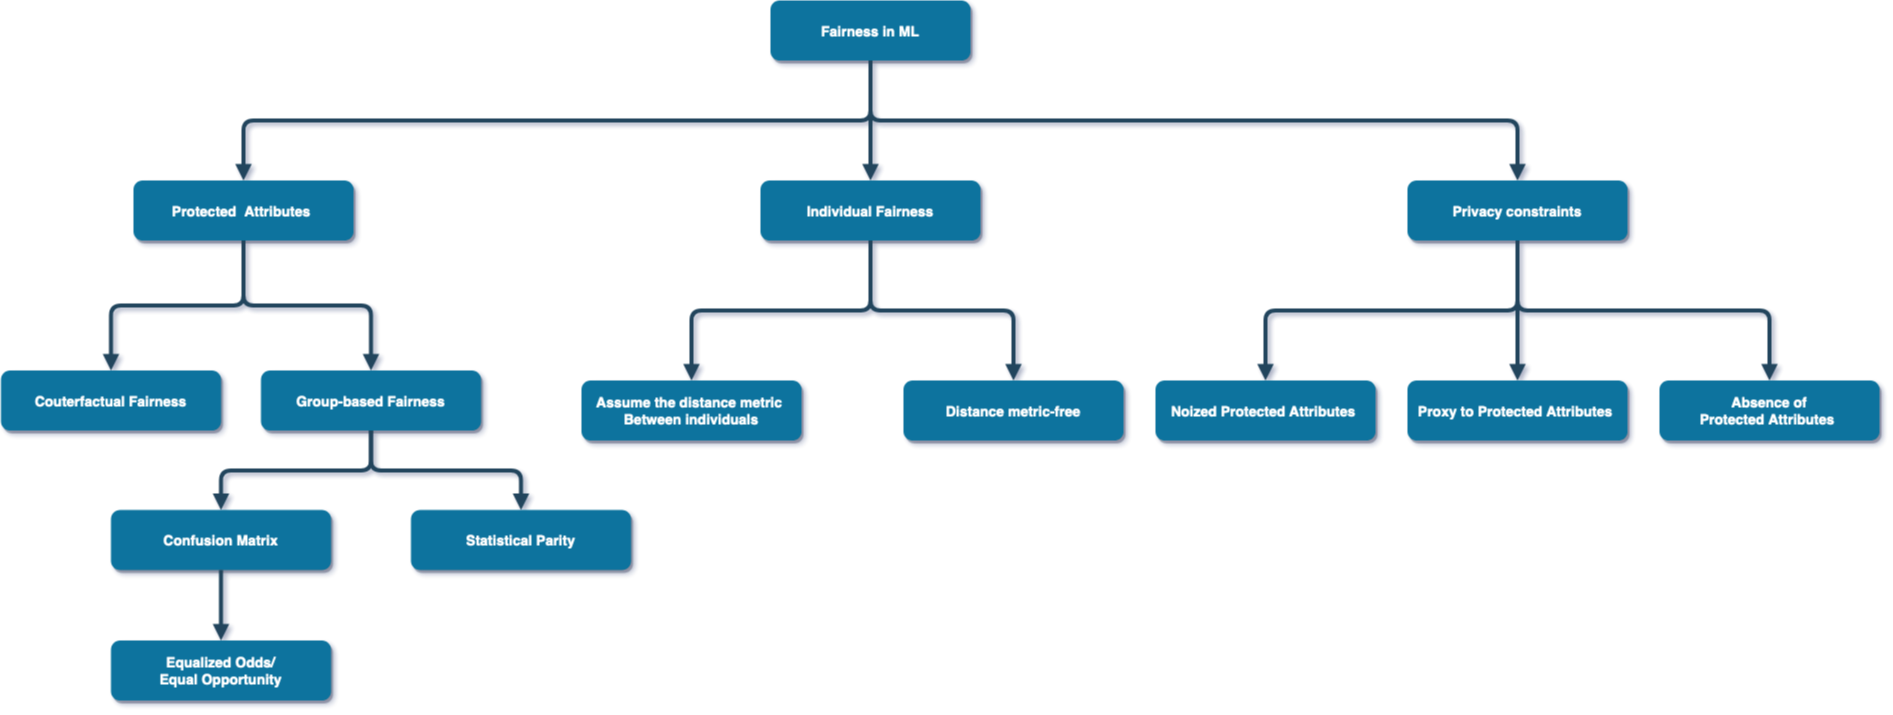 Fairness in ML
Protected  Attributes
Individual Fairness
Privacy constraints
Couterfactual Fairness
Group-based Fairness
Assume the distance metric
Between individuals
Distance metric-free
Noized Protected Attributes
Proxy to Protected Attributes
Absence of
Protected Attributes
Confusion Matrix
Statistical Parity
Equalized Odds/
Equal Opportunity